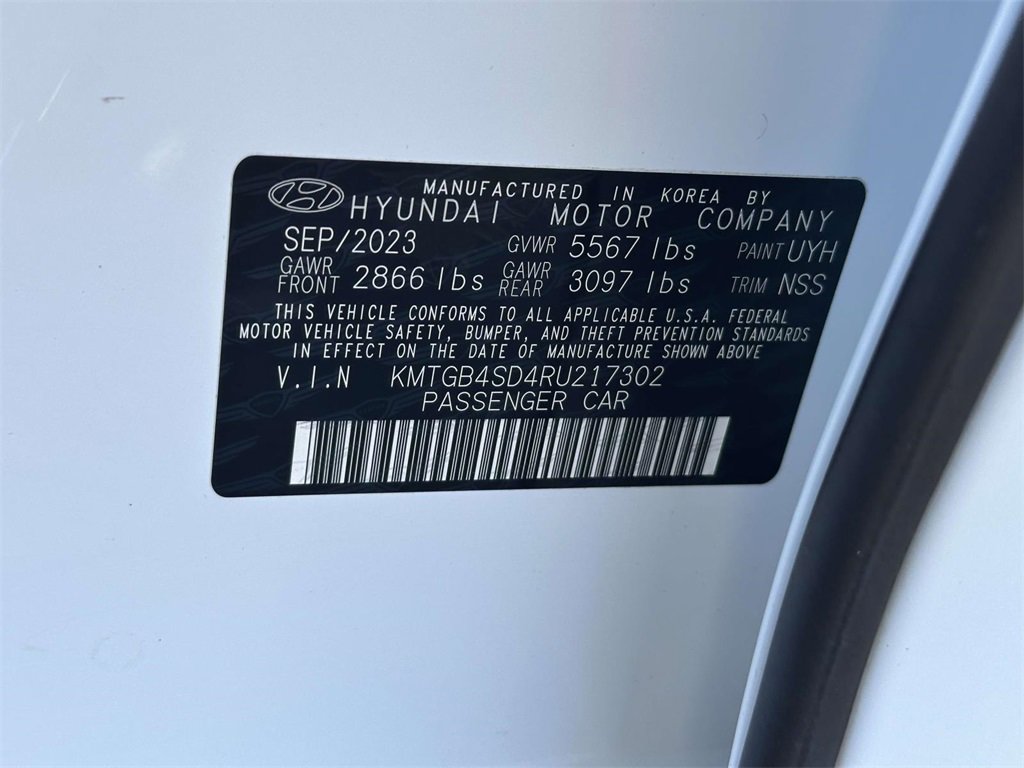 MANUFACTURED IN KOREA BY
HYUNDAI MOTOR COMPANY
SEP/2023 GVWR 5567 lbs PAINT UYH
GAWR FRONT 2866 lbs GAWR REAR 3097 lbs TRIM NSS
THIS VEHICLE CONFORMS TO ALL APPLICABLE U.S.A. FEDERAL
MOTOR VEHICLE SAFETY, BUMPER, AND THEFT PREVENTION STANDARDS
IN EFFECT ON THE DATE OF MANUFACTURE SHOWN ABOVE
V.I.N KMTGB4SD4RU217302
PASSENGER CAR